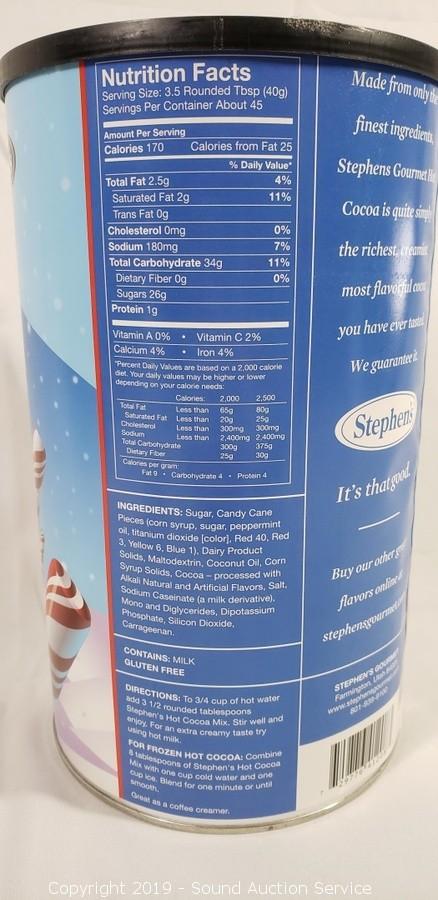 Nutrition Facts
Serving Size: 3.5 Rounded Tbsp (40g)
Servings Per Container About 45
Amount Per Serving
Calories 170 Calories from Fat 25
% Daily Value*
Total Fat 2.5g 4%
Saturated Fat 2g 11%
Trans Fat 0g
Cholesterol 0mg 0%
Sodium 180mg 7%
Total Carbohydrate 34g 11%
Dietary Fiber 0g 0%
Sugars 26g
Protein 1g
Vitamin A 0% • Vitamin C 2%
Calcium 4% • Iron 4%
*Percent Daily Values are based on a 2,000 calorie
diet. Your daily values may be higher or lower
depending on your calorie needs:
Calories: 2,000 2,500
Total Fat Less than 65g 80g
Saturated Fat Less than 20g 25g
Cholesterol Less than 300mg 300mg
Sodium Less than 2,400mg 2,400mg
Total Carbohydrate 300g 375g
Dietary Fiber 25g 30g
Calories per gram:
Fat 9 • Carbohydrate 4 • Protein 4
INGREDIENTS: Sugar, Candy Cane
Pieces (corn syrup, sugar, peppermint
oil, titanium dioxide [color], Red 40, Red
3, Yellow 6, Blue 1), Dairy Product
Solids, Maltodextrin, Coconut Oil, Corn
Syrup Solids, Cocoa – processed with
Alkali Natural and Artificial Flavors, Salt,
Sodium Caseinate (a milk derivative),
Mono and Diglycerides, Dipotassium
Phosphate, Silicon Dioxide,
Carrageenan.
CONTAINS: MILK
GLUTEN FREE
DIRECTIONS: To 3/4 cup of hot water
add 3 1/2 rounded tablespoons
Stephen's Hot Cocoa Mix. Stir well and
enjoy. For an extra creamy taste try
using hot milk.
FOR FROZEN HOT COCOA: Combine
8 tablespoons of Stephen's Hot Cocoa
Mix with one cup cold water and one
cup ice. Blend for one minute or until
smooth.
Great as a coffee creamer.
Made from only the
finest ingredients,
Stephens Gourmet Hot
Cocoa is quite simply
the richest, creamiest
most flavorful cocoa
you have ever tasted.
We guarantee it.
Stephen's
It's that good.
Buy our other
flavors online
stephensgourmet.
STEPHEN'S GOURMET
Farmington, Utah
801-939-9100
Copyright 2019 - Sound Auction Service